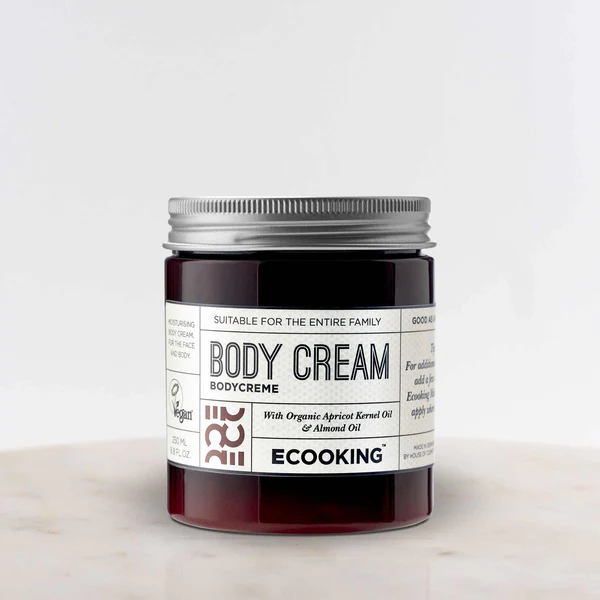 SUITABLE FOR THE ENTIRE FAMILY
BODY CREAM
BODYCREME
With Organic Apricot Kernel Oil
& Almond Oil
ECOOKING™
MOISTURISING
BODY CREAM
FOR THE FACE
AND BODY.
Vegan
250 ML
8.8 FL.OZ.
GOOD AS
For
add a
Ecooking
apply
MADE IN
BY HOUSE OF